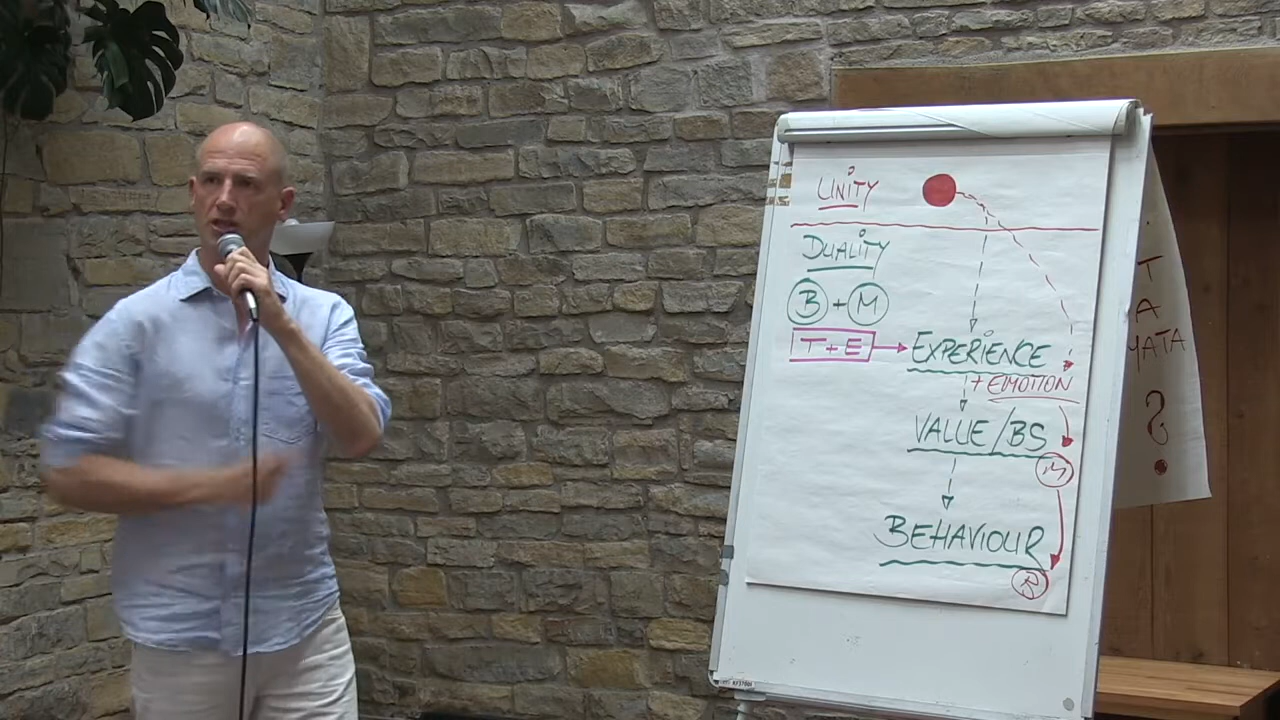 UNITY
DUALITY
B + M
T + E EXPERIENCE
+ EMOTION
VALUE/BS
M
BEHAVIOUR
R
T
A
YATA
?